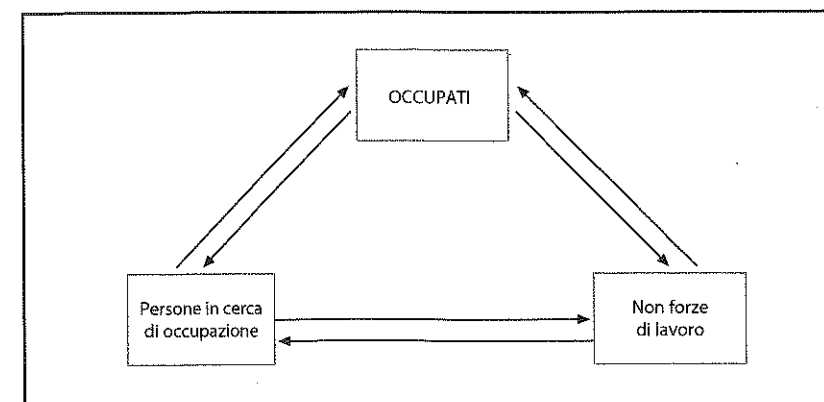 OCCUPATI
Persone in cerca
di occupazione
Non forze
di lavoro